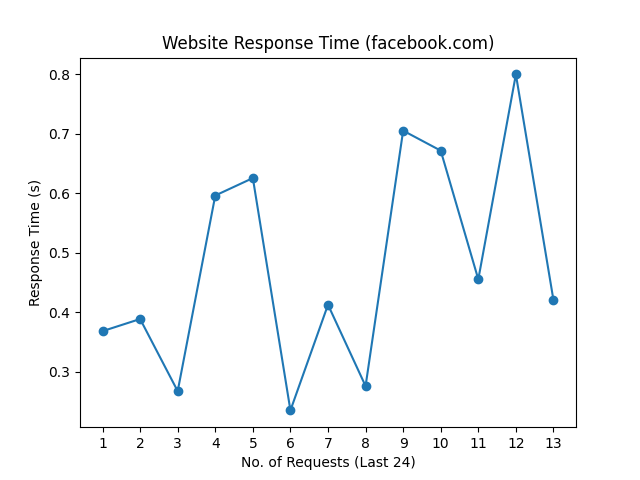 Website Response Time (facebook.com)
0.8
0.7
0.6
0.5
0.4
0.3
Response Time (s)
1 2 3 4 5 6 7 8 9 10 11 12 13
No. of Requests (Last 24)